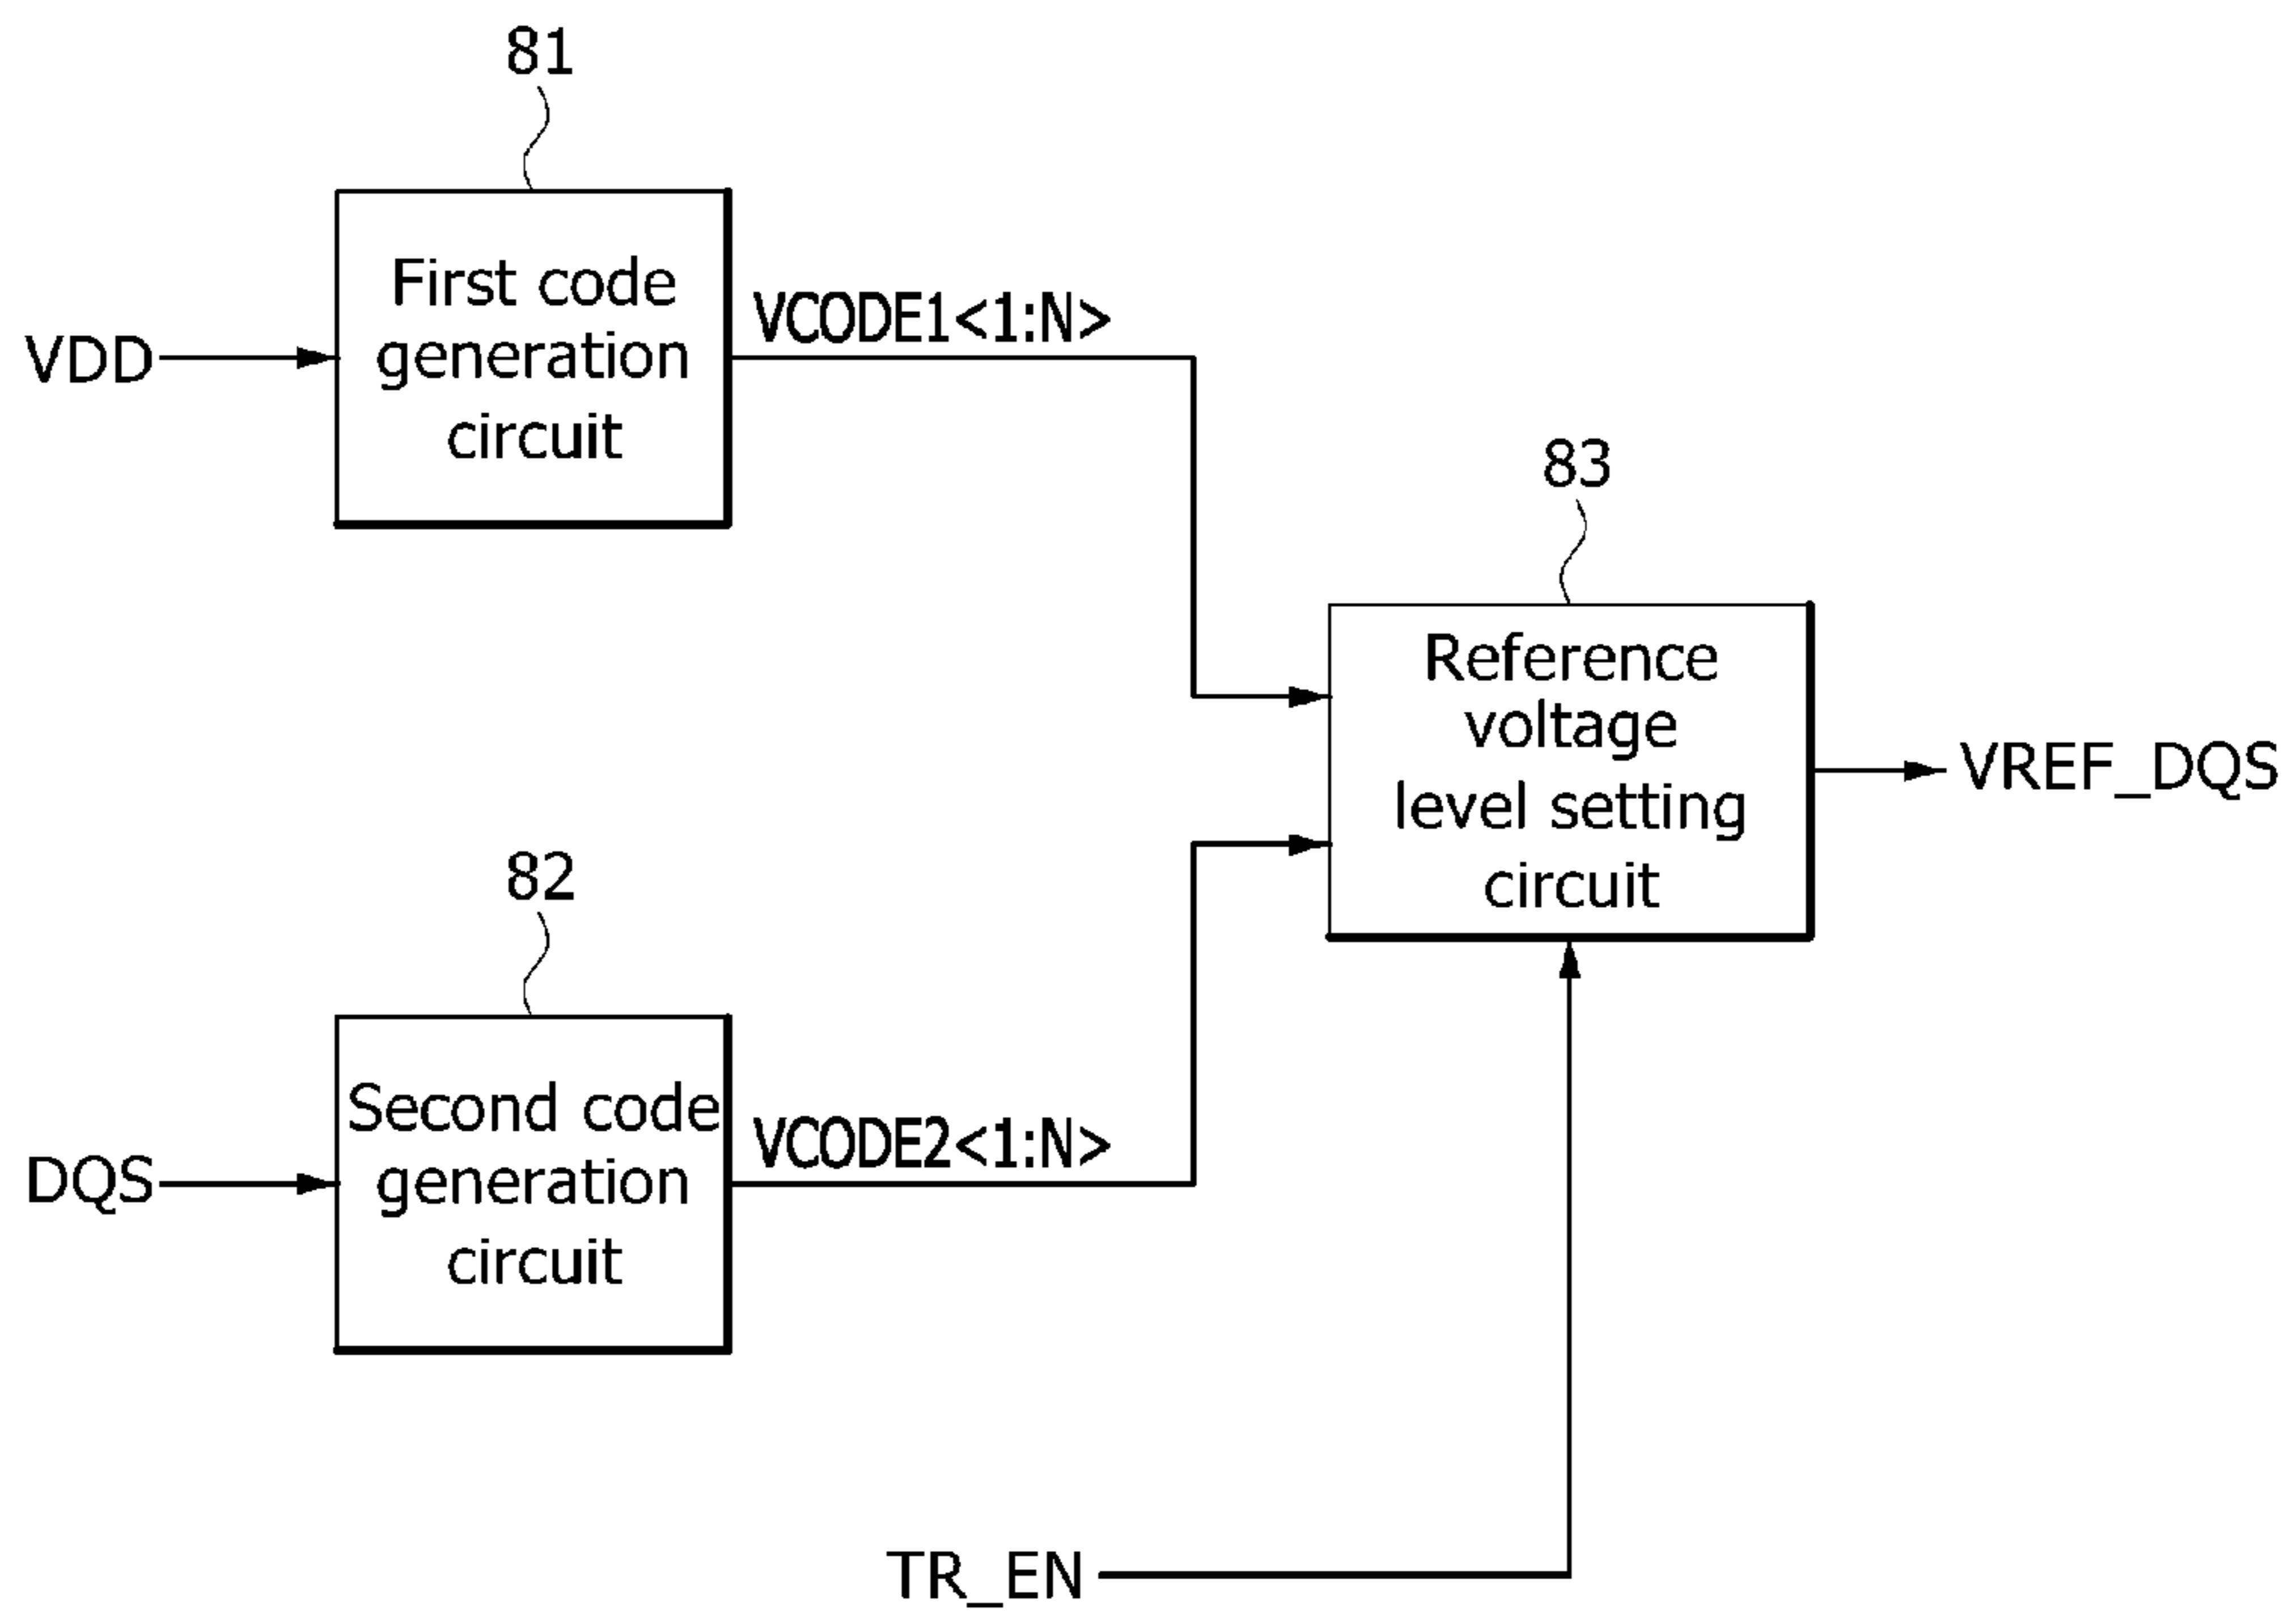 81
First code
generation
circuit
VDD
VCODE1<1:N>
83
Reference
voltage
level setting
circuit
VREF_DQS
82
Second code
generation
circuit
DQS
VCODE2<1:N>
TR_EN